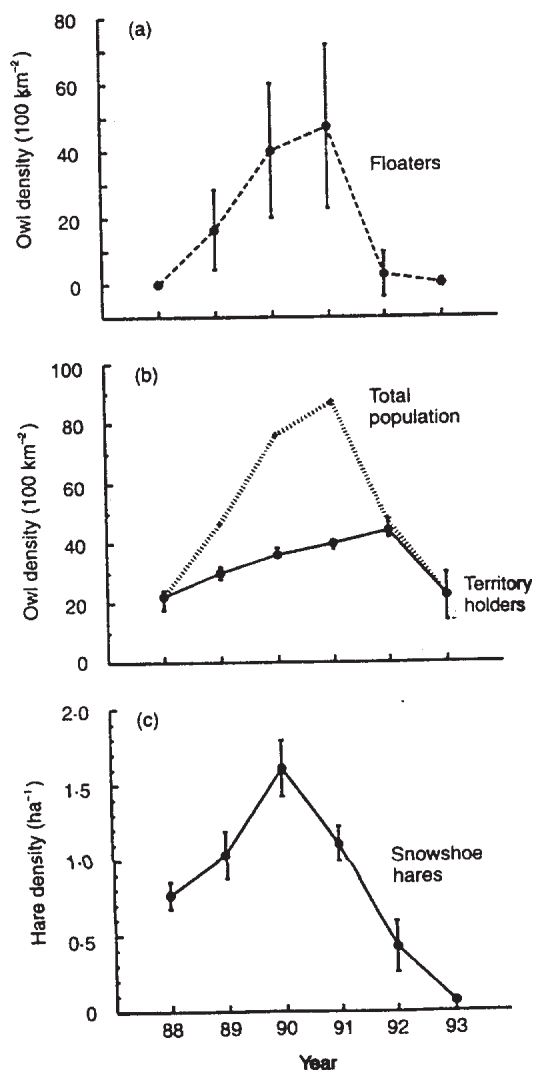 (a)
80
60
40
20
0
Owl density (100 km⁻²)
Floaters
(b)
100
80
60
40
20
0
Owl density (100 km⁻²)
Total
population
Territory
holders
(c)
2·0
1·5
1·0
0·5
0
Hare density (ha⁻¹)
Snowshoe
hares
88 89 90 91 92 93
Year